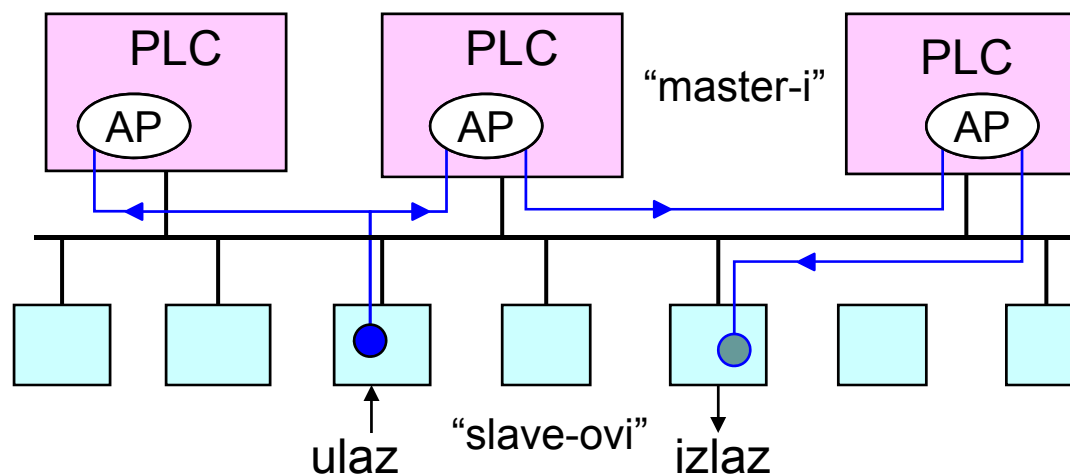 PLC
PLC
PLC
“master-i”
AP
AP
AP
“slave-ovi”
ulaz
izlaz